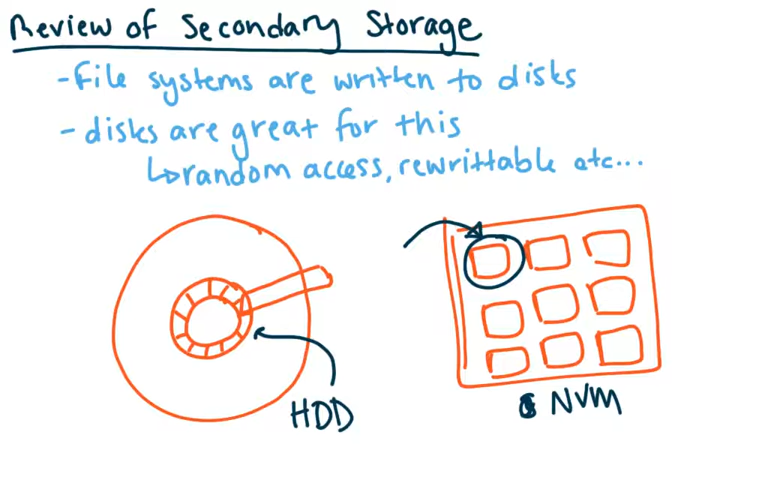 Review of Secondary Storage
- File systems are written to disks
- disks are great for this
↳ random access, rewrittable etc...
HDD
NVM